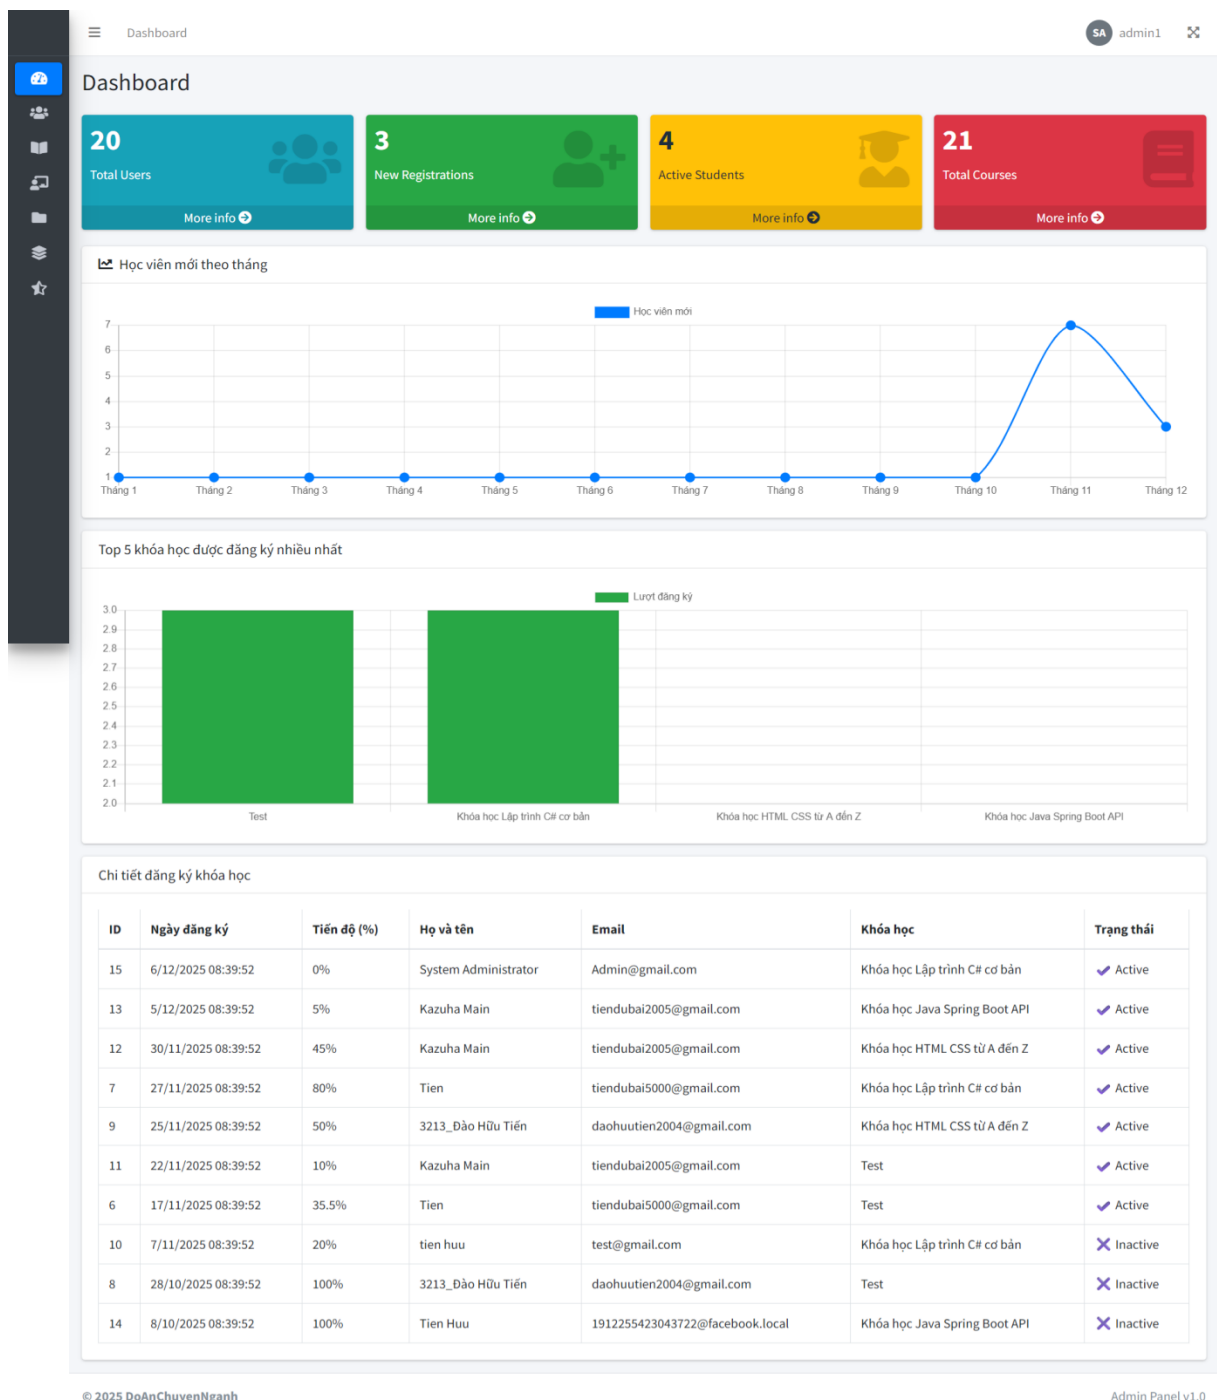 Dashboard
SA admin1
Dashboard
20
Total Users
More info
3
New Registrations
More info
4
Active Students
More info
21
Total Courses
More info
Học viên mới theo tháng
Học viên mới
7
6
5
4
3
2
1
Tháng 1 Tháng 2 Tháng 3 Tháng 4 Tháng 5 Tháng 6 Tháng 7 Tháng 8 Tháng 9 Tháng 10 Tháng 11 Tháng 12
Top 5 khóa học được đăng ký nhiều nhất
Lượt đăng ký
3.0
2.9
2.8
2.7
2.6
2.5
2.4
2.3
2.2
2.1
2.0
Test Khóa học Lập trình C# cơ bản Khóa học HTML CSS từ A đến Z Khóa học Java Spring Boot API
Chi tiết đăng ký khóa học
ID Ngày đăng ký Tiến độ (%) Họ và tên Email Khóa học Trạng thái
15 6/12/2025 08:39:52 0% System Administrator Admin@gmail.com Khóa học Lập trình C# cơ bản Active
13 5/12/2025 08:39:52 5% Kazuha Main tiendubai2005@gmail.com Khóa học Java Spring Boot API Active
12 30/11/2025 08:39:52 45% Kazuha Main tiendubai2005@gmail.com Khóa học HTML CSS từ A đến Z Active
7 27/11/2025 08:39:52 80% Tien tiendubai5000@gmail.com Khóa học Lập trình C# cơ bản Active
9 25/11/2025 08:39:52 50% 3213_Đào Hữu Tiến daohuutien2004@gmail.com Khóa học HTML CSS từ A đến Z Active
11 22/11/2025 08:39:52 10% Kazuha Main tiendubai2005@gmail.com Test Active
6 17/11/2025 08:39:52 35.5% Tien tiendubai5000@gmail.com Test Active
10 7/11/2025 08:39:52 20% tien huu test@gmail.com Khóa học Lập trình C# cơ bản Inactive
8 28/10/2025 08:39:52 100% 3213_Đào Hữu Tiến daohuutien2004@gmail.com Test Inactive
14 8/10/2025 08:39:52 100% Tien Huu 1912255423043722@facebook.local Khóa học Java Spring Boot API Inactive
© 2025 DoAnChuyenNganh Admin Panel v1.0